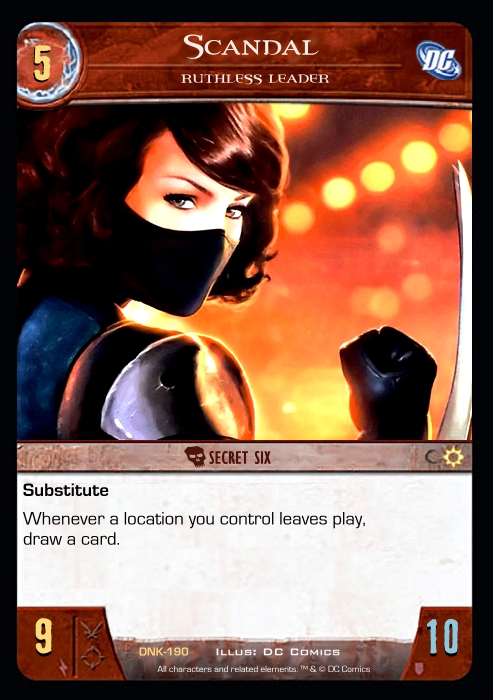 5
SCANDAL
DC
RUTHLESS LEADER
SECRET SIX
C
Substitute
Whenever a location you control leaves play,
draw a card.
9
10
DNK-190 ILLUS: DC COMICS
All characters and related elements: ™ & © DC Comics